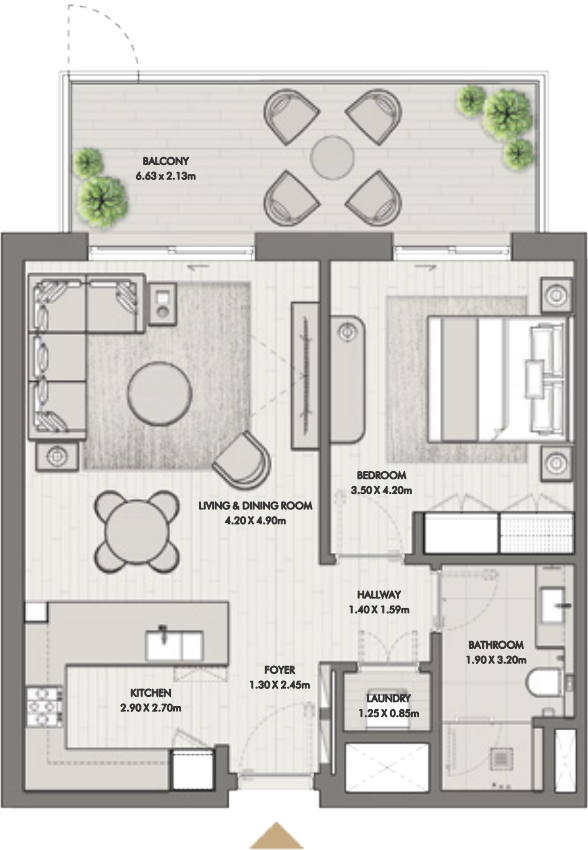 BALCONY
6.63 x 2.13m
BEDROOM
3.50 X 4.20m
LIVING & DINING ROOM
4.20 X 4.90m
HALLWAY
1.40 X 1.59m
BATHROOM
1.90 X 3.20m
FOYER
1.30 X 2.45m
KITCHEN
2.90 X 2.70m
LAUNDRY
1.25 X 0.85m